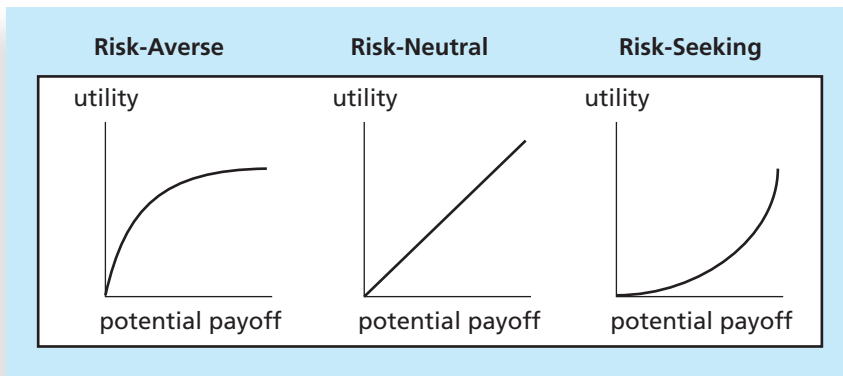 Risk-Averse Risk-Neutral Risk-Seeking
utility utility utility
potential payoff potential payoff potential payoff